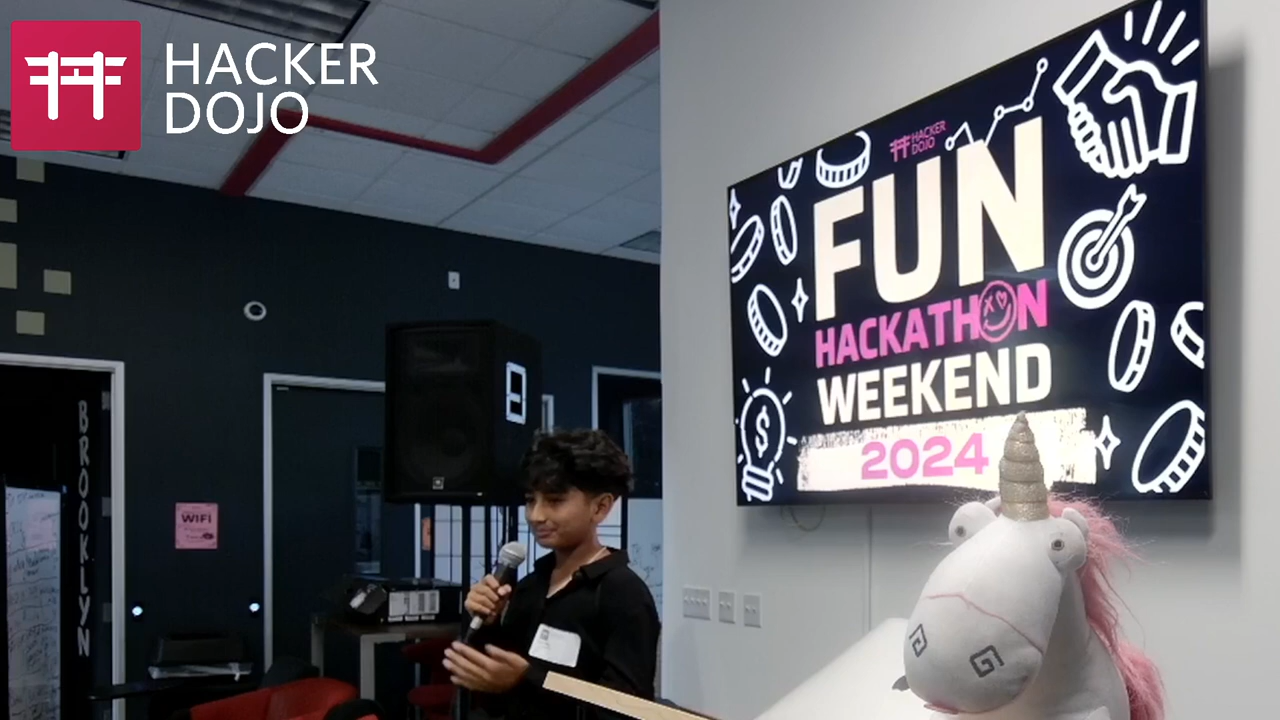 HACKER
DOJO
HACKER
DOJO
FUN
HACKATHON
WEEKEND
2024
BROOKLYN
WIFI